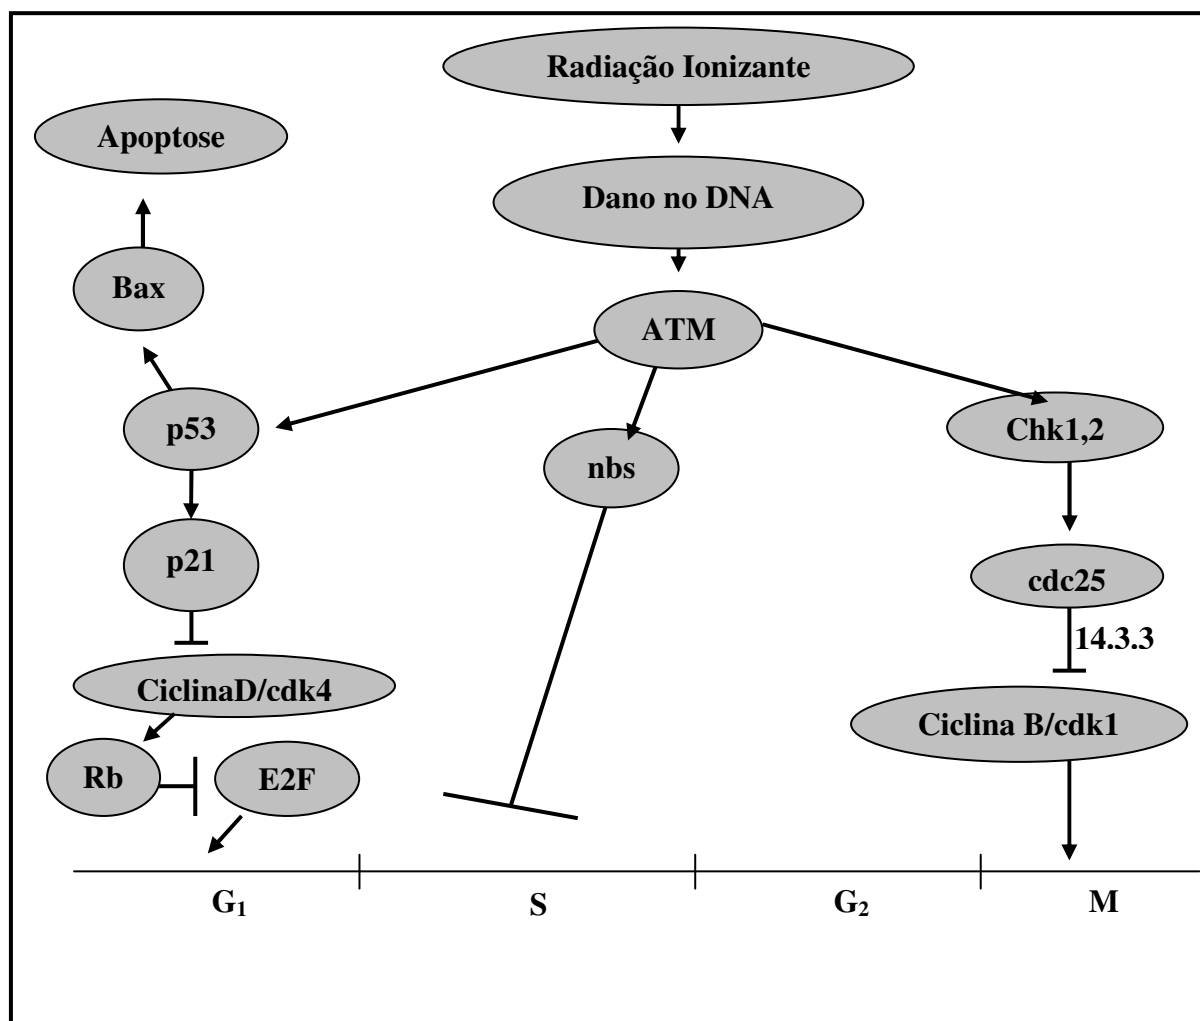 Radiação Ionizante
Apoptose
Dano no DNA
Bax
ATM
p53
Chk1,2
nbs
p21
cdc25
14.3.3
CiclinaD/cdk4
Ciclina B/cdk1
Rb
E2F
G₁
S
G₂
M